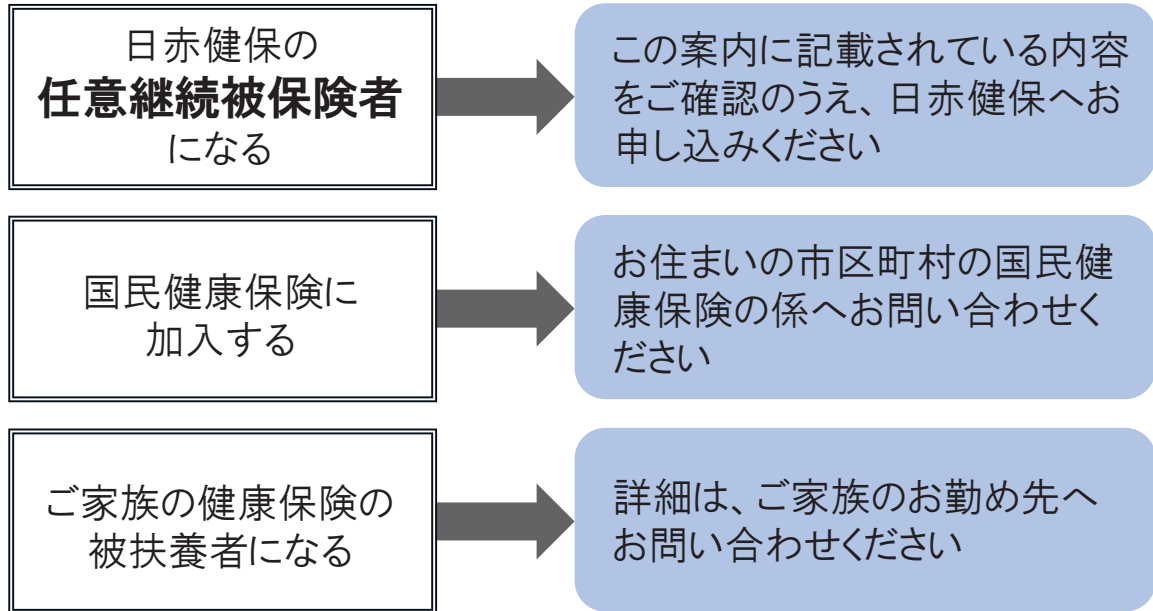 日赤健保の
任意継続被保険者
になる
この案内に記載されている内容
をご確認のうえ、日赤健保へお
申し込みください
国民健康保険に
加入する
お住まいの市区町村の国民健
康保険の係へお問い合わせく
ださい
ご家族の健康保険の
被扶養者になる
詳細は、ご家族のお勤め先へ
お問い合わせください